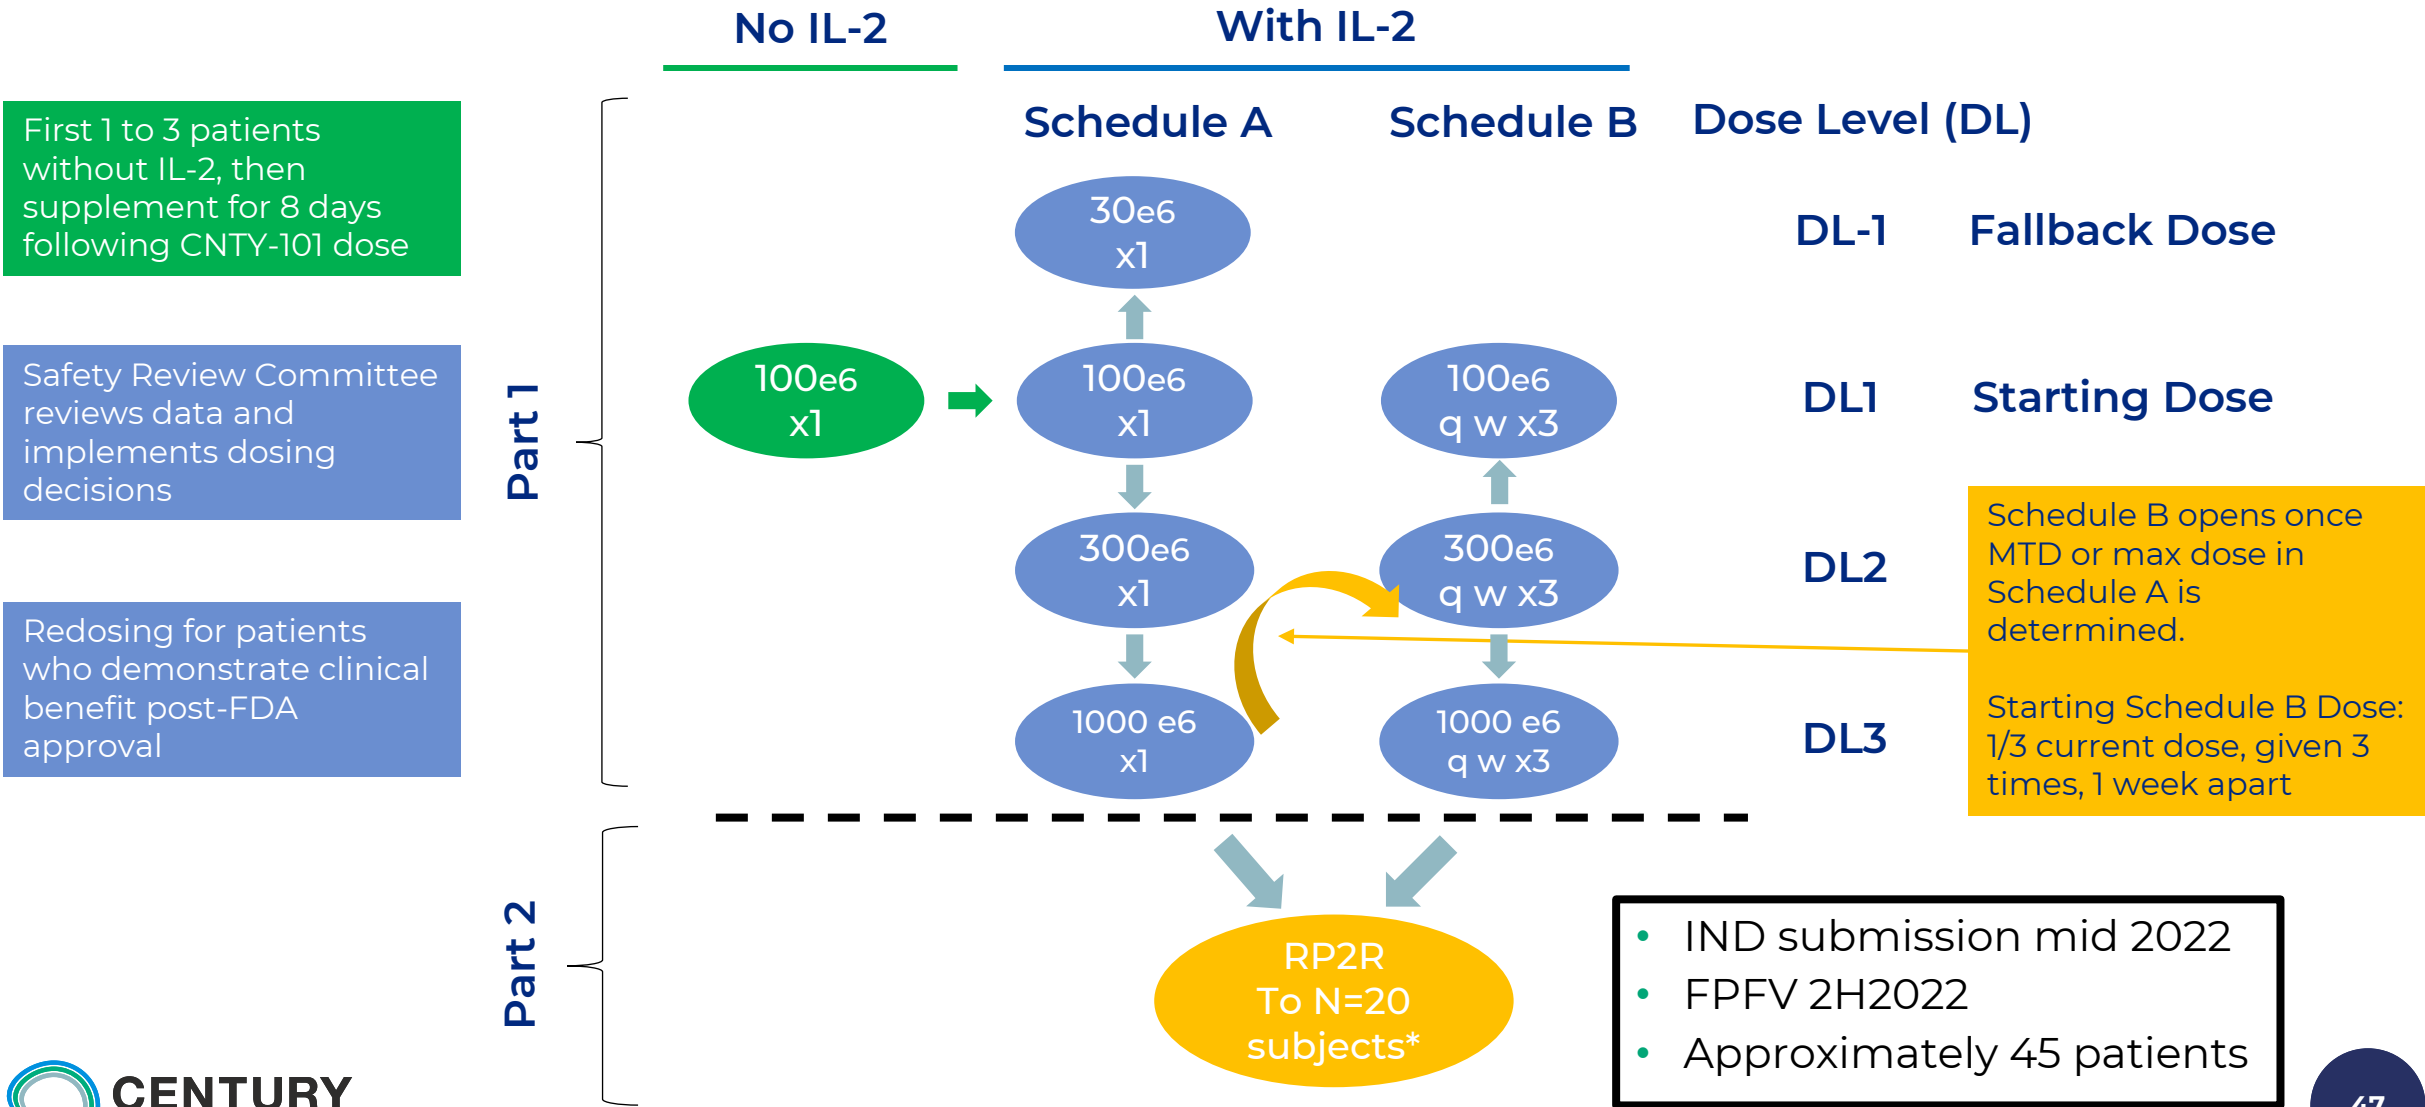 No IL-2
With IL-2
First 1 to 3 patients
without IL-2, then
supplement for 8 days
following CNTY-101 dose
Safety Review Committee
reviews data and
implements dosing
decisions
Redosing for patients
who demonstrate clinical
benefit post-FDA
approval
Part 1
Schedule A
Schedule B
Dose Level (DL)
30e6
x1
DL-1
Fallback Dose
100e6
x1
100e6
x1
100e6
q w x3
DL1
Starting Dose
300e6
x1
300e6
q w x3
DL2
1000 e6
x1
1000 e6
q w x3
DL3
Schedule B opens once
MTD or max dose in
Schedule A is
determined.
Starting Schedule B Dose:
1/3 current dose, given 3
times, 1 week apart
Part 2
RP2R
To N=20
subjects*
• IND submission mid 2022
• FPFV 2H2022
• Approximately 45 patients
CENTURY
47